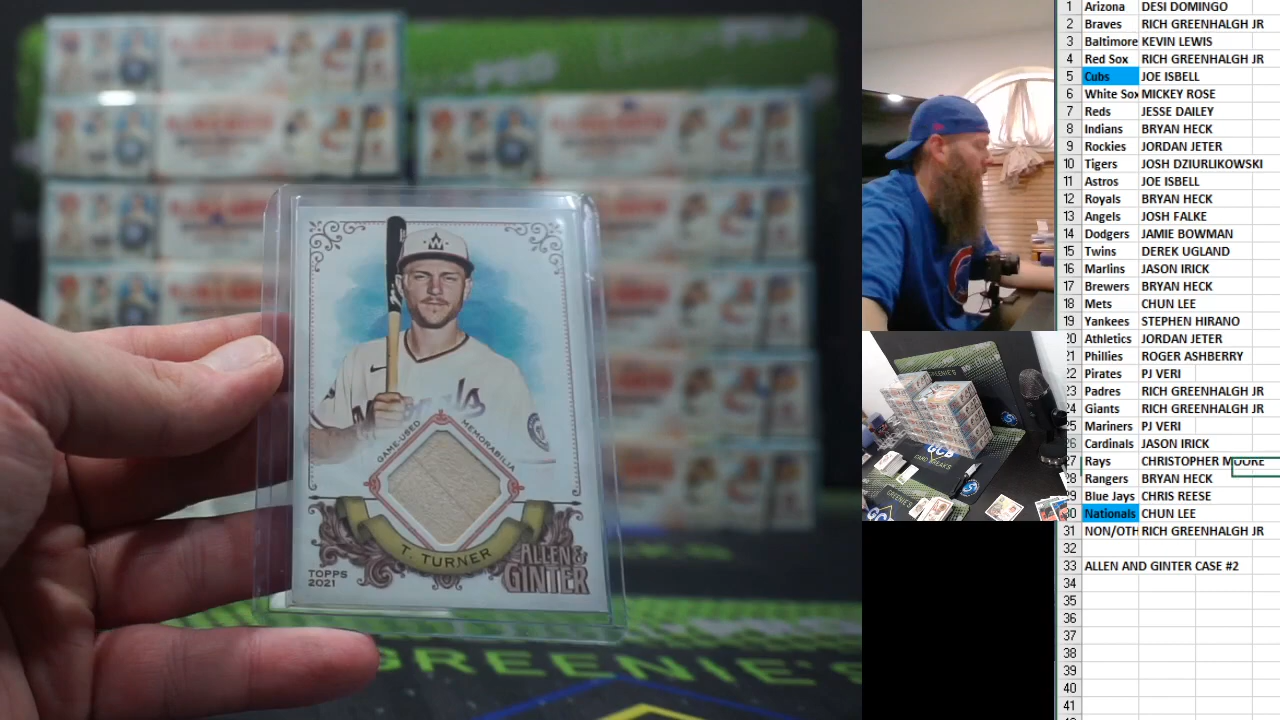 GAME-USED MEMORABILIA
T. TURNER
ALLEN & GINTER
TOPPS
2021
GREENIE'S
GREENIE'S
GCB
CARD BREAKS
1 Arizona DESI DOMINGO
2 Braves RICH GREENHALGH JR
3 Baltimore KEVIN LEWIS
4 Red Sox RICH GREENHALGH JR
5 Cubs JOE ISBELL
6 White Sox MICKEY ROSE
7 Reds JESSE DAILEY
8 Indians BRYAN HECK
9 Rockies JORDAN JETER
10 Tigers JOSH DZIURLIKOWSKI
11 Astros JOE ISBELL
12 Royals BRYAN HECK
13 Angels JOSH FALKE
14 Dodgers JAMIE BOWMAN
15 Twins DEREK UGLAND
16 Marlins JASON IRICK
17 Brewers BRYAN HECK
18 Mets CHUN LEE
19 Yankees STEPHEN HIRANO
20 Athletics JORDAN JETER
21 Phillies ROGER ASHBERRY
22 Pirates PJ VERI
23 Padres RICH GREENHALGH JR
24 Giants RICH GREENHALGH JR
25 Mariners PJ VERI
26 Cardinals JASON IRICK
27 Rays CHRISTOPHER MOORE
28 Rangers BRYAN HECK
29 Blue Jays CHRIS REESE
30 Nationals CHUN LEE
31 NON/OTH RICH GREENHALGH JR
32
33 ALLEN AND GINTER CASE #2
34
35
36
37
38
39
40
41